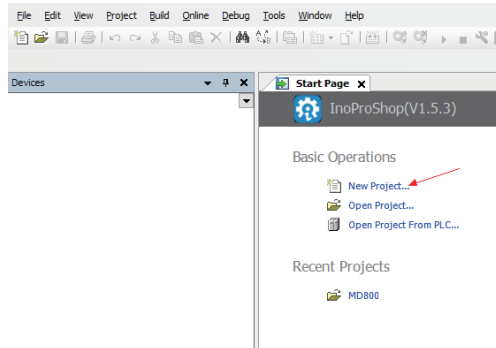 File Edit View Project Build Online Debug Tools Window Help
Devices
Start Page
InoProShop(V1.5.3)
Basic Operations
New Project...
Open Project...
Open Project From PLC...
Recent Projects
MD800